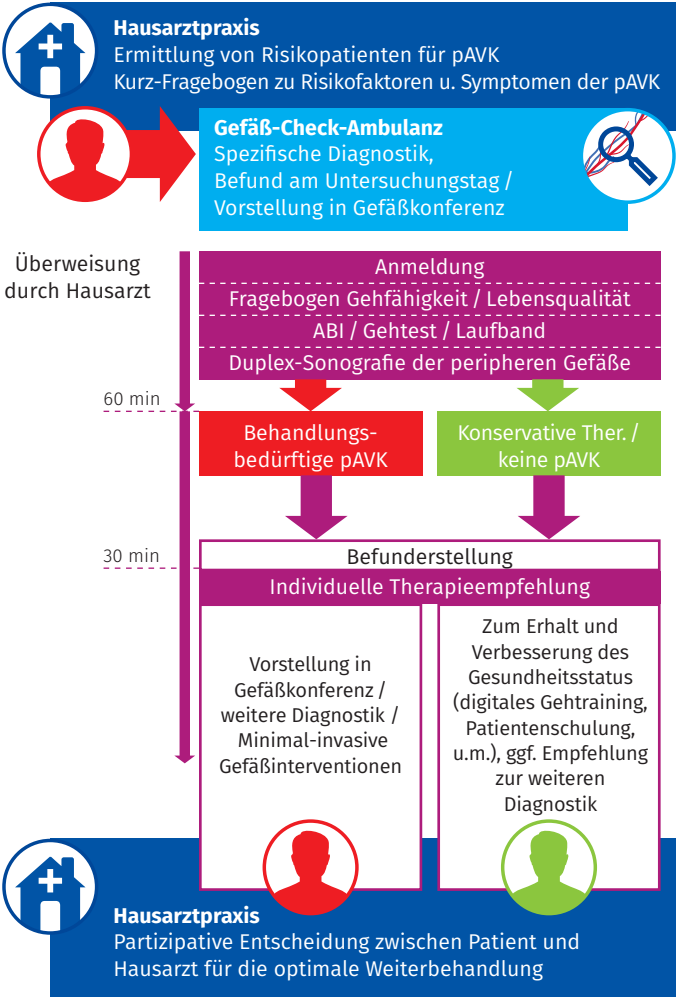 Hausarztpraxis
Ermittlung von Risikopatienten für pAVK
Kurz-Fragebogen zu Risikofaktoren u. Symptomen der pAVK
Gefäß-Check-Ambulanz
Spezifische Diagnostik,
Befund am Untersuchungstag /
Vorstellung in Gefäßkonferenz
Überweisung
durch Hausarzt
Anmeldung
Fragebogen Gehfähigkeit / Lebensqualität
ABI / Gehtest / Laufband
Duplex-Sonografie der peripheren Gefäße
60 min
Behandlungs-
bedürftige pAVK
Konservative Ther. /
keine pAVK
30 min
Befunderstellung
Individuelle Therapieempfehlung
Vorstellung in
Gefäßkonferenz /
weitere Diagnostik /
Minimal-invasive
Gefäßinterventionen
Zum Erhalt und
Verbesserung des
Gesundheitsstatus
(digitales Gehtraining,
Patientenschulung,
u.m.), ggf. Empfehlung
zur weiteren
Diagnostik
Hausarztpraxis
Partizipative Entscheidung zwischen Patient und
Hausarzt für die optimale Weiterbehandlung